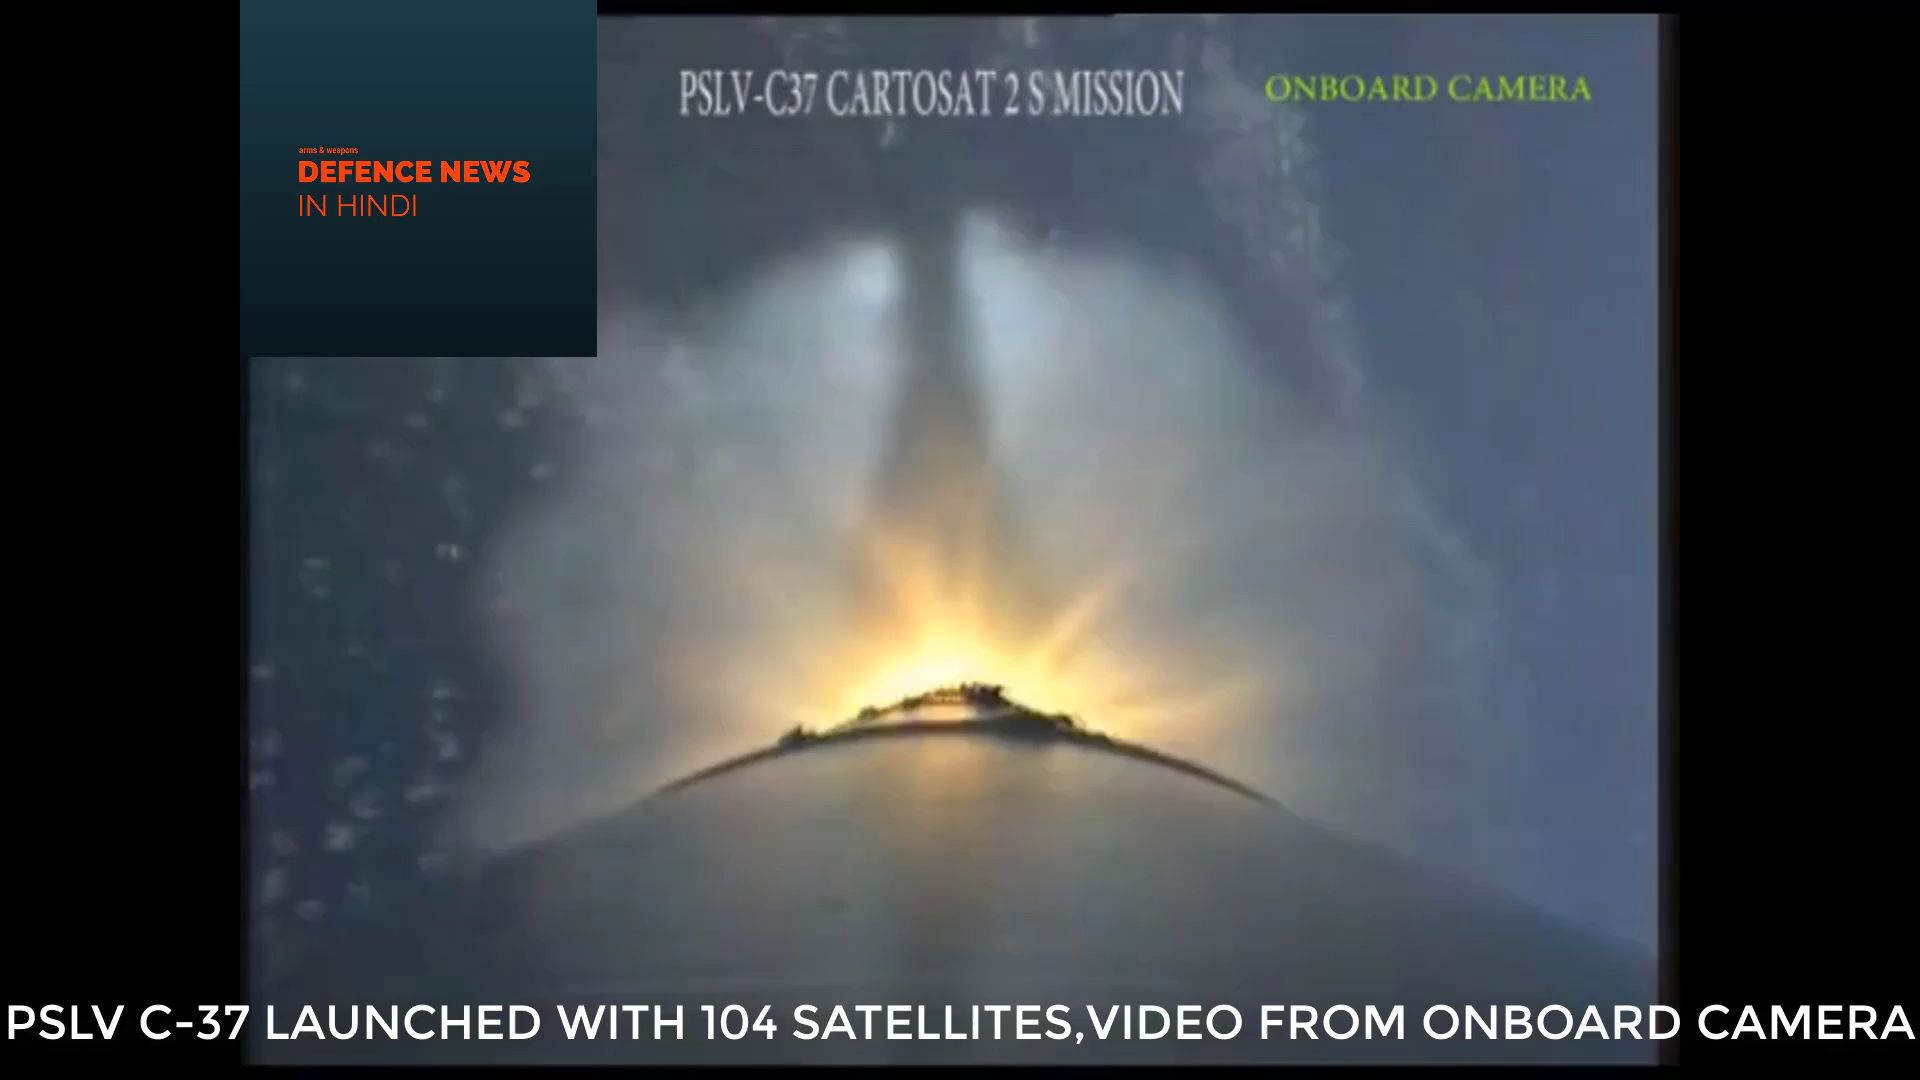 PSLV-C37 CARTOSAT 2 S MISSION
ONBOARD CAMERA
arms & weapons
DEFENCE NEWS
IN HINDI
PSLV C-37 LAUNCHED WITH 104 SATELLITES,VIDEO FROM ONBOARD CAMERA